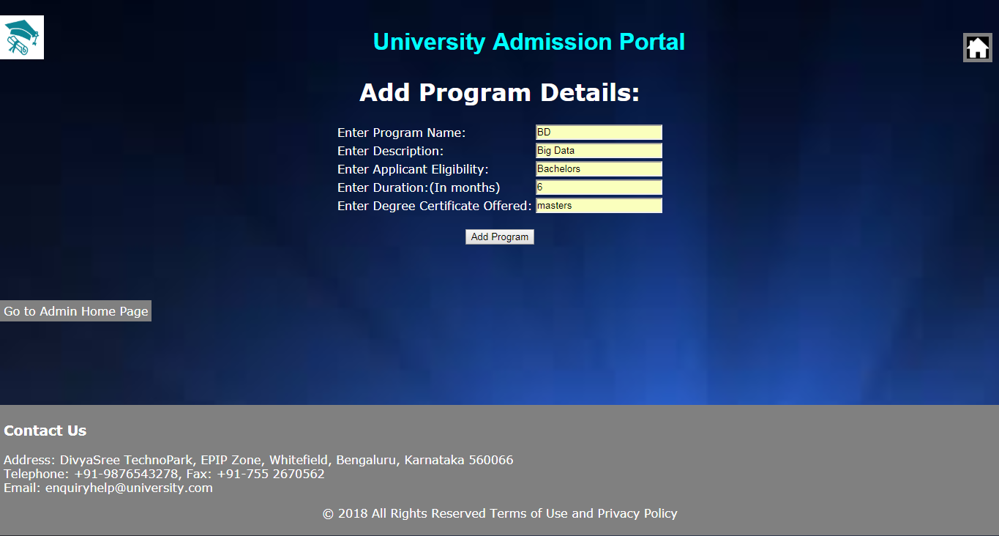 University Admission Portal
Add Program Details:
Enter Program Name: BD
Enter Description: Big Data
Enter Applicant Eligibility: Bachelors
Enter Duration:(In months) 6
Enter Degree Certificate Offered: masters
Add Program
Go to Admin Home Page
Contact Us
Address: DivyaSree TechnoPark, EPIP Zone, Whitefield, Bengaluru, Karnataka 560066
Telephone: +91-9876543278, Fax: +91-755 2670562
Email: enquiryhelp@university.com
© 2018 All Rights Reserved Terms of Use and Privacy Policy